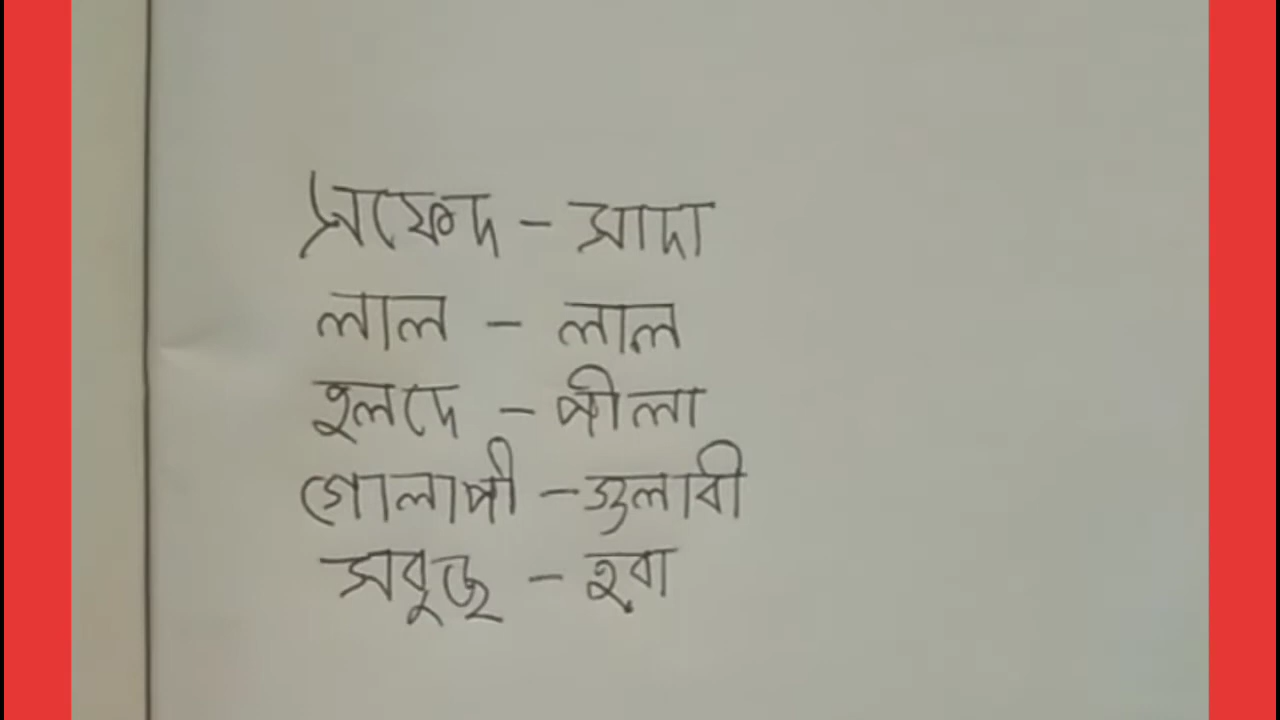 সফেদ - সাদা
লাল - লাল
হলদে - পীলা
গোলাপী - গুলাবী
সবুজ - হরা